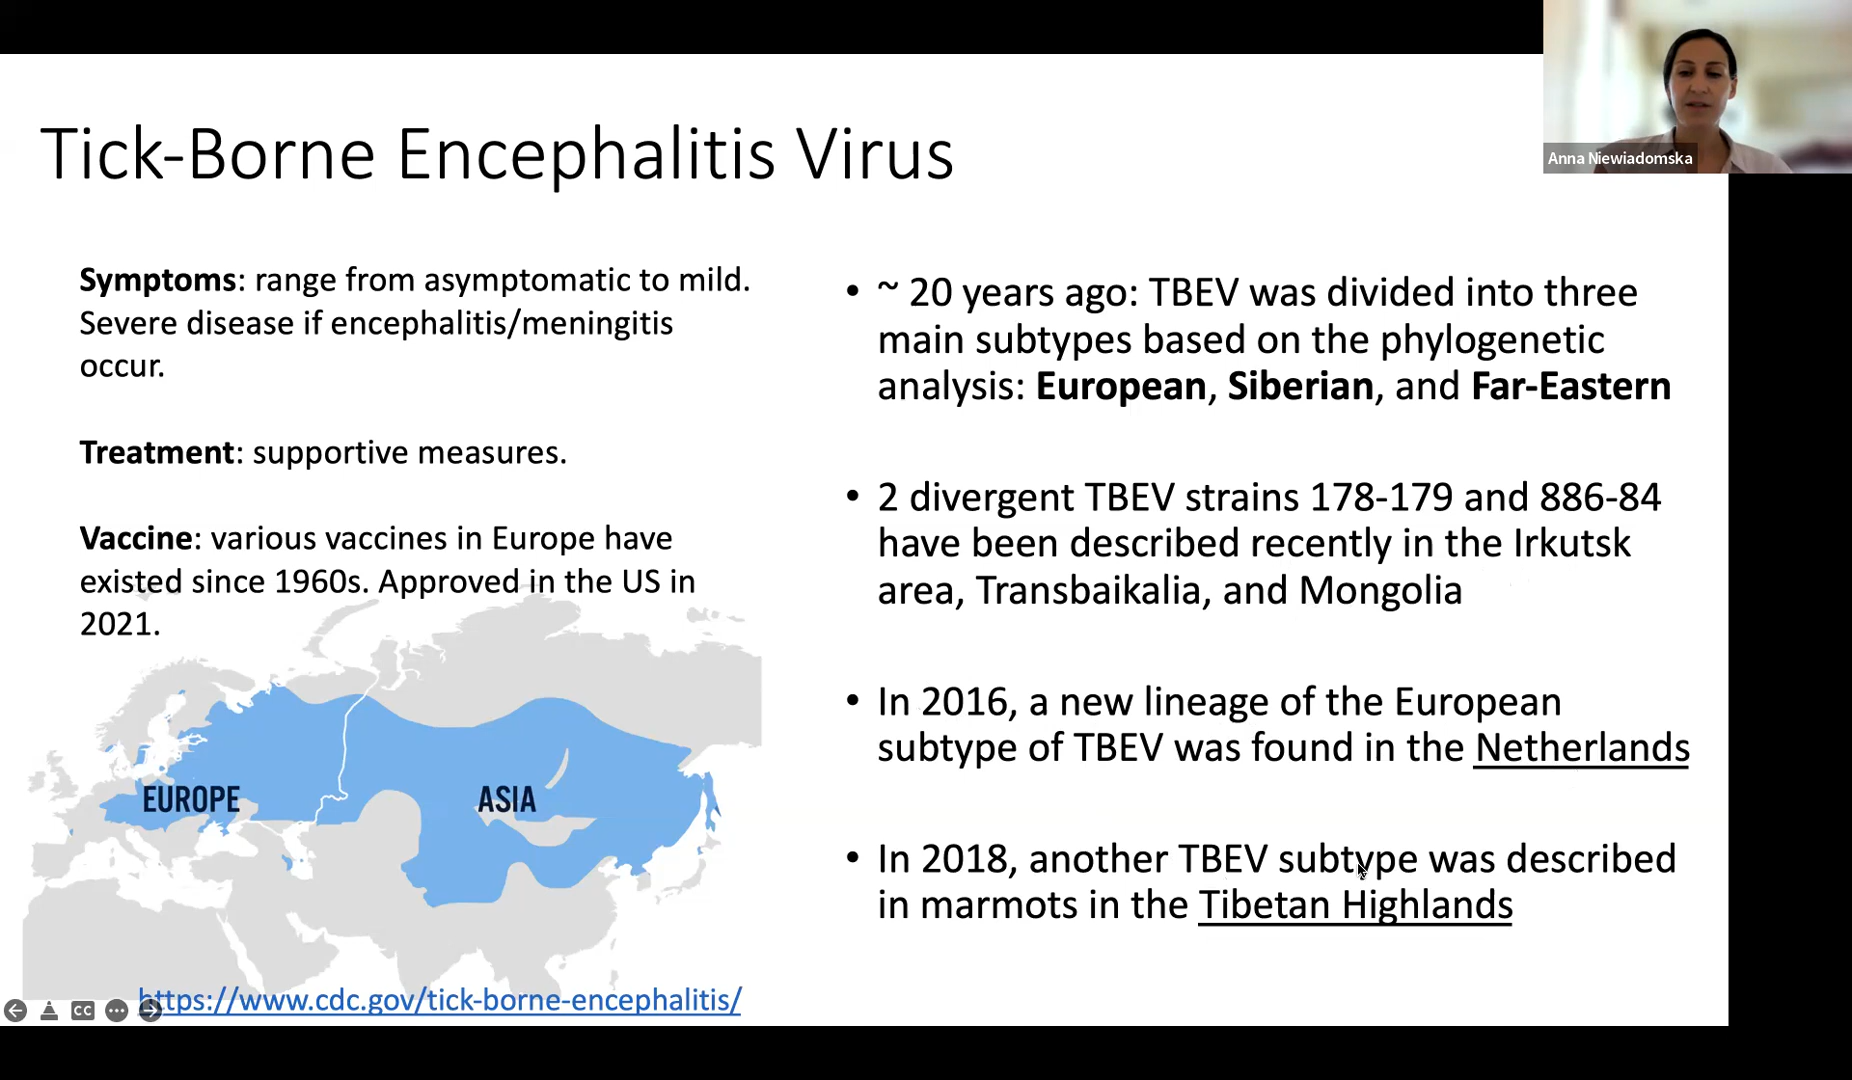 Anna Niewiadomska
Tick-Borne Encephalitis Virus
Symptoms: range from asymptomatic to mild.
Severe disease if encephalitis/meningitis
occur.
Treatment: supportive measures.
Vaccine: various vaccines in Europe have
existed since 1960s. Approved in the US in
2021.
EUROPE
ASIA
https://www.cdc.gov/tick-borne-encephalitis/
CC
• ~ 20 years ago: TBEV was divided into three
main subtypes based on the phylogenetic
analysis: European, Siberian, and Far-Eastern
• 2 divergent TBEV strains 178-179 and 886-84
have been described recently in the Irkutsk
area, Transbaikalia, and Mongolia
• In 2016, a new lineage of the European
subtype of TBEV was found in the Netherlands
• In 2018, another TBEV subtype was described
in marmots in the Tibetan Highlands